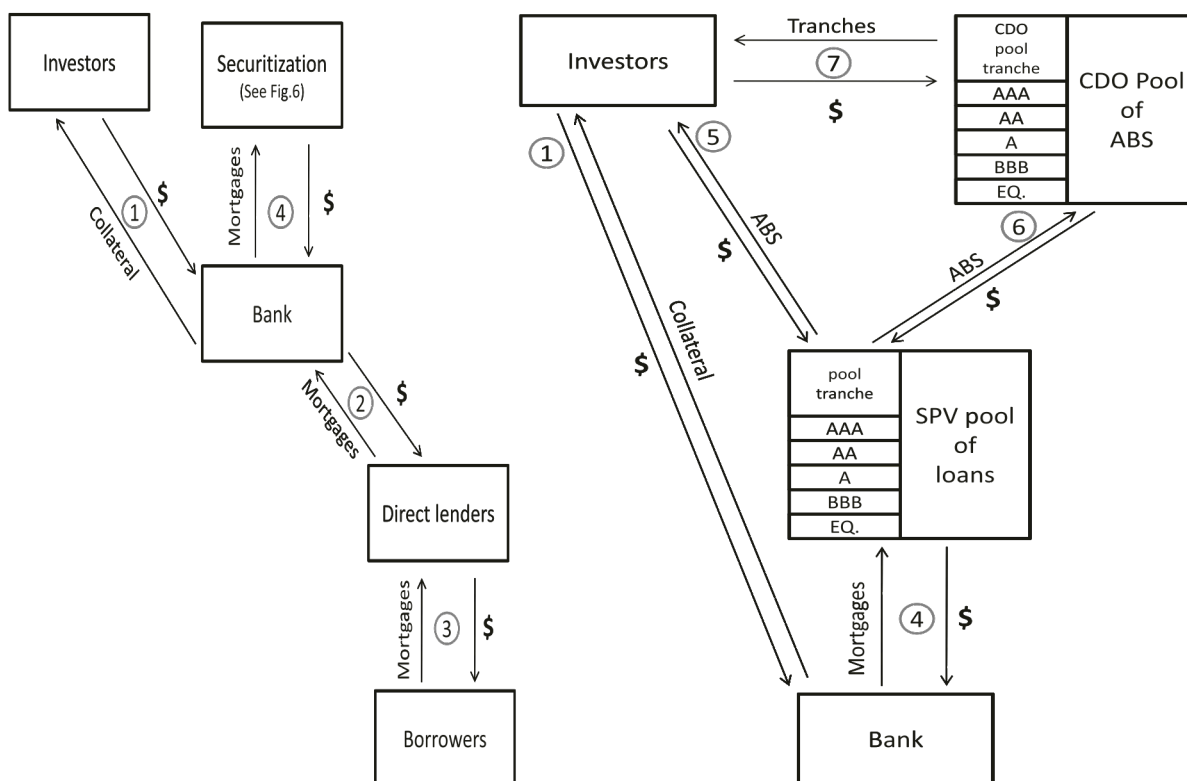 Investors
Securitization
(See Fig.6)
1
$
Collateral
Mortgages
4
$
Bank
2
$
Mortgages
Direct lenders
Mortgages
3
$
Borrowers
Investors
Tranches
7
$
CDO
pool
tranche
AAA
AA
A
BBB
EQ.
CDO Pool
of
ABS
1
5
ABS
$
6
ABS
$
Collateral
$
pool
tranche
AAA
AA
A
BBB
EQ.
SPV pool
of
loans
Mortgages
4
$
Bank